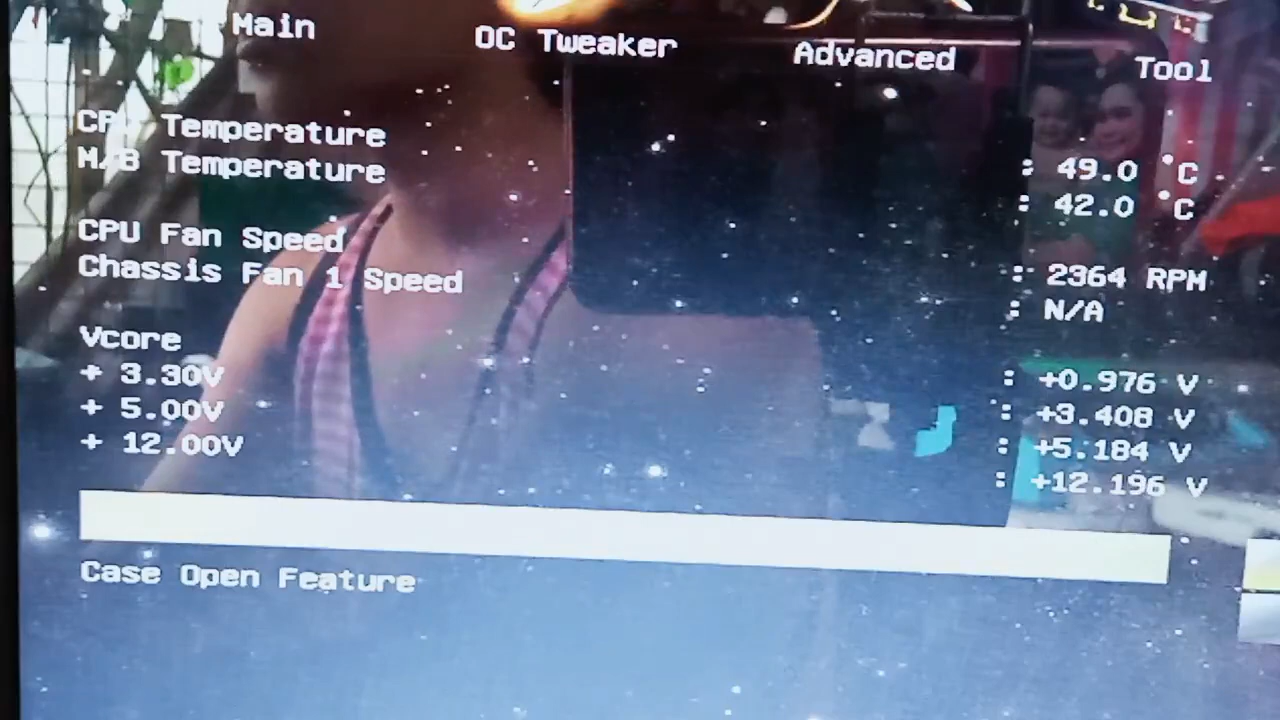 Main OC Tweaker Advanced Tool
CPU Temperature : 49.0 °C
M/B Temperature : 42.0 °C
CPU Fan Speed : 2364 RPM
Chassis Fan 1 Speed : N/A
Vcore : +0.976 V
+ 3.30V : +3.408 V
+ 5.00V : +5.184 V
+ 12.00V : +12.196 V
Case Open Feature